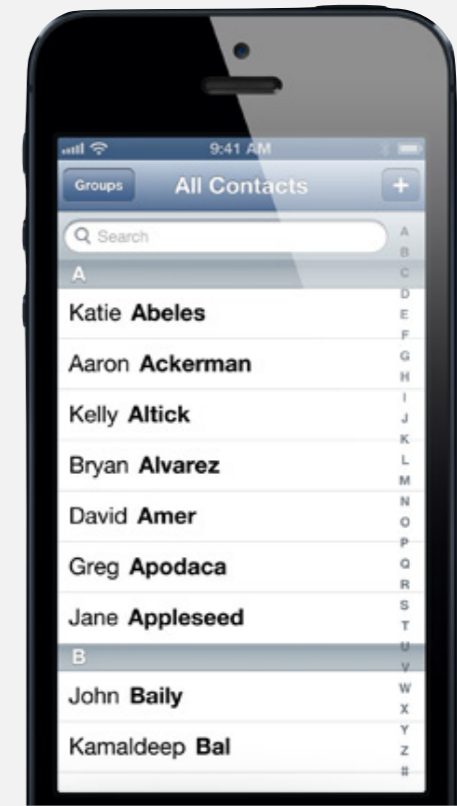 9:41 AM
Groups
All Contacts
+
Search
A
Katie Abeles
Aaron Ackerman
Kelly Altick
Bryan Alvarez
David Amer
Greg Apodaca
Jane Appleseed
B
John Baily
Kamaldeep Bal
A
B
C
D
E
F
G
H
I
J
K
L
M
N
O
P
Q
R
S
T
U
V
W
X
Y
Z
#